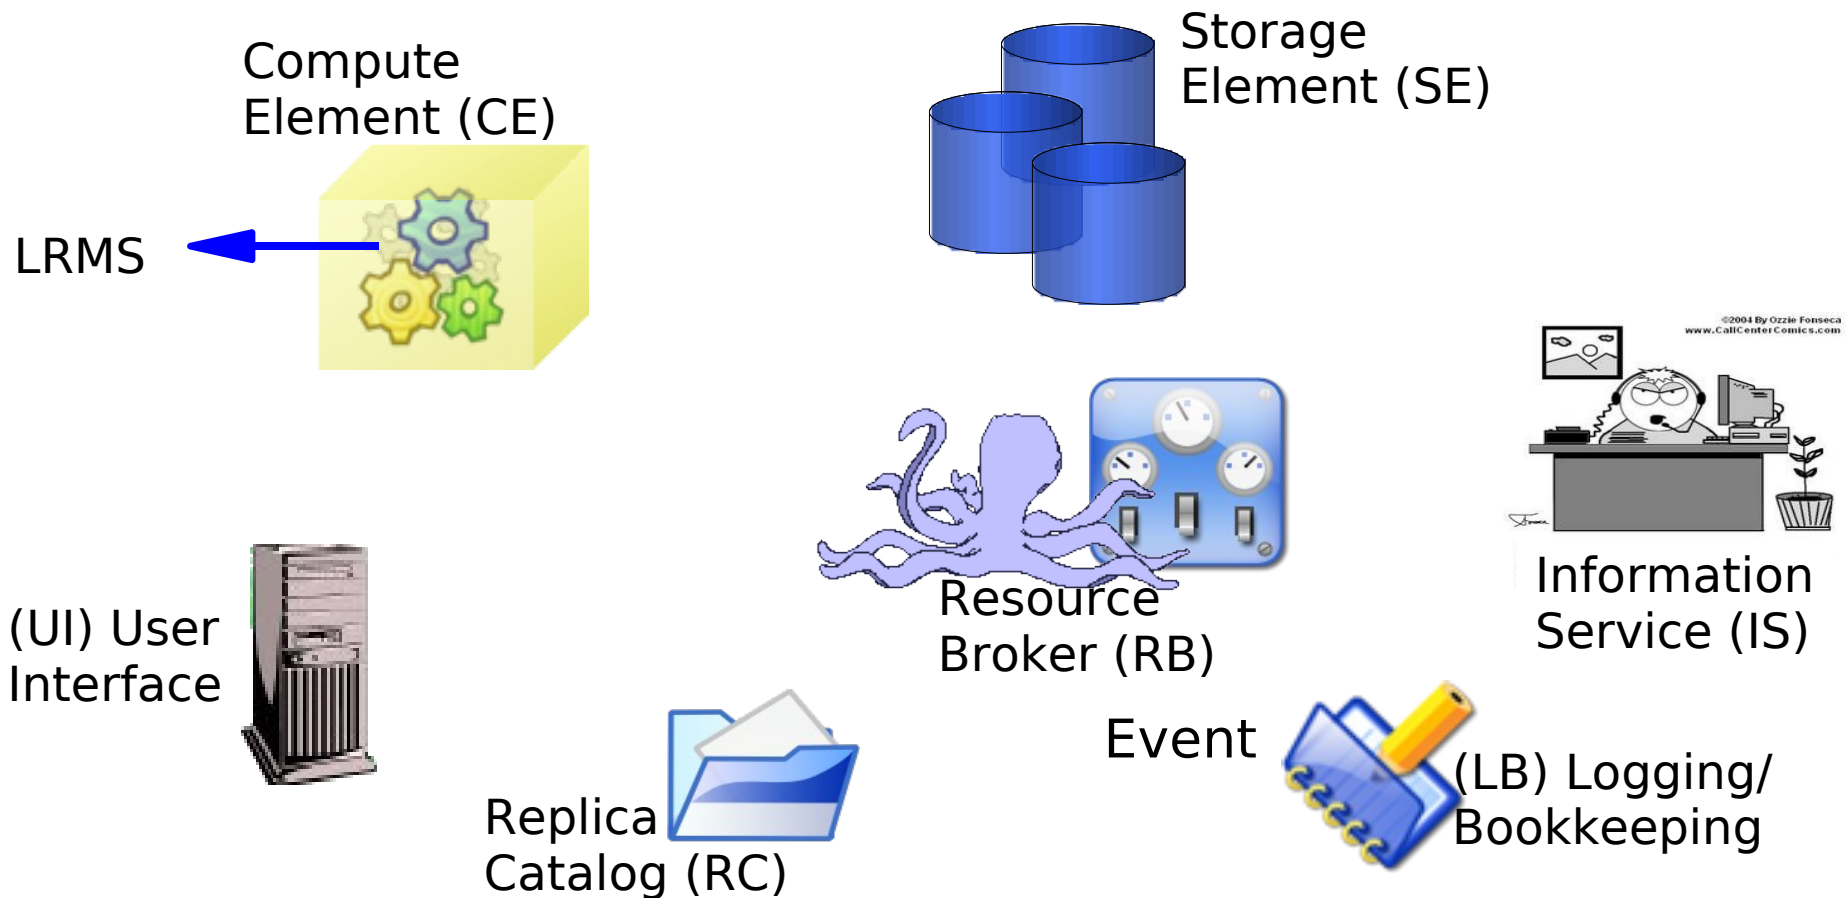 Compute
Element (CE)
Storage
Element (SE)
LRMS
©2004 By Ozzie Fonseca
www.CallCenterComics.com
Information
Service (IS)
Resource
Broker (RB)
(UI) User
Interface
Event
(LB) Logging/
Bookkeeping
Replica
Catalog (RC)